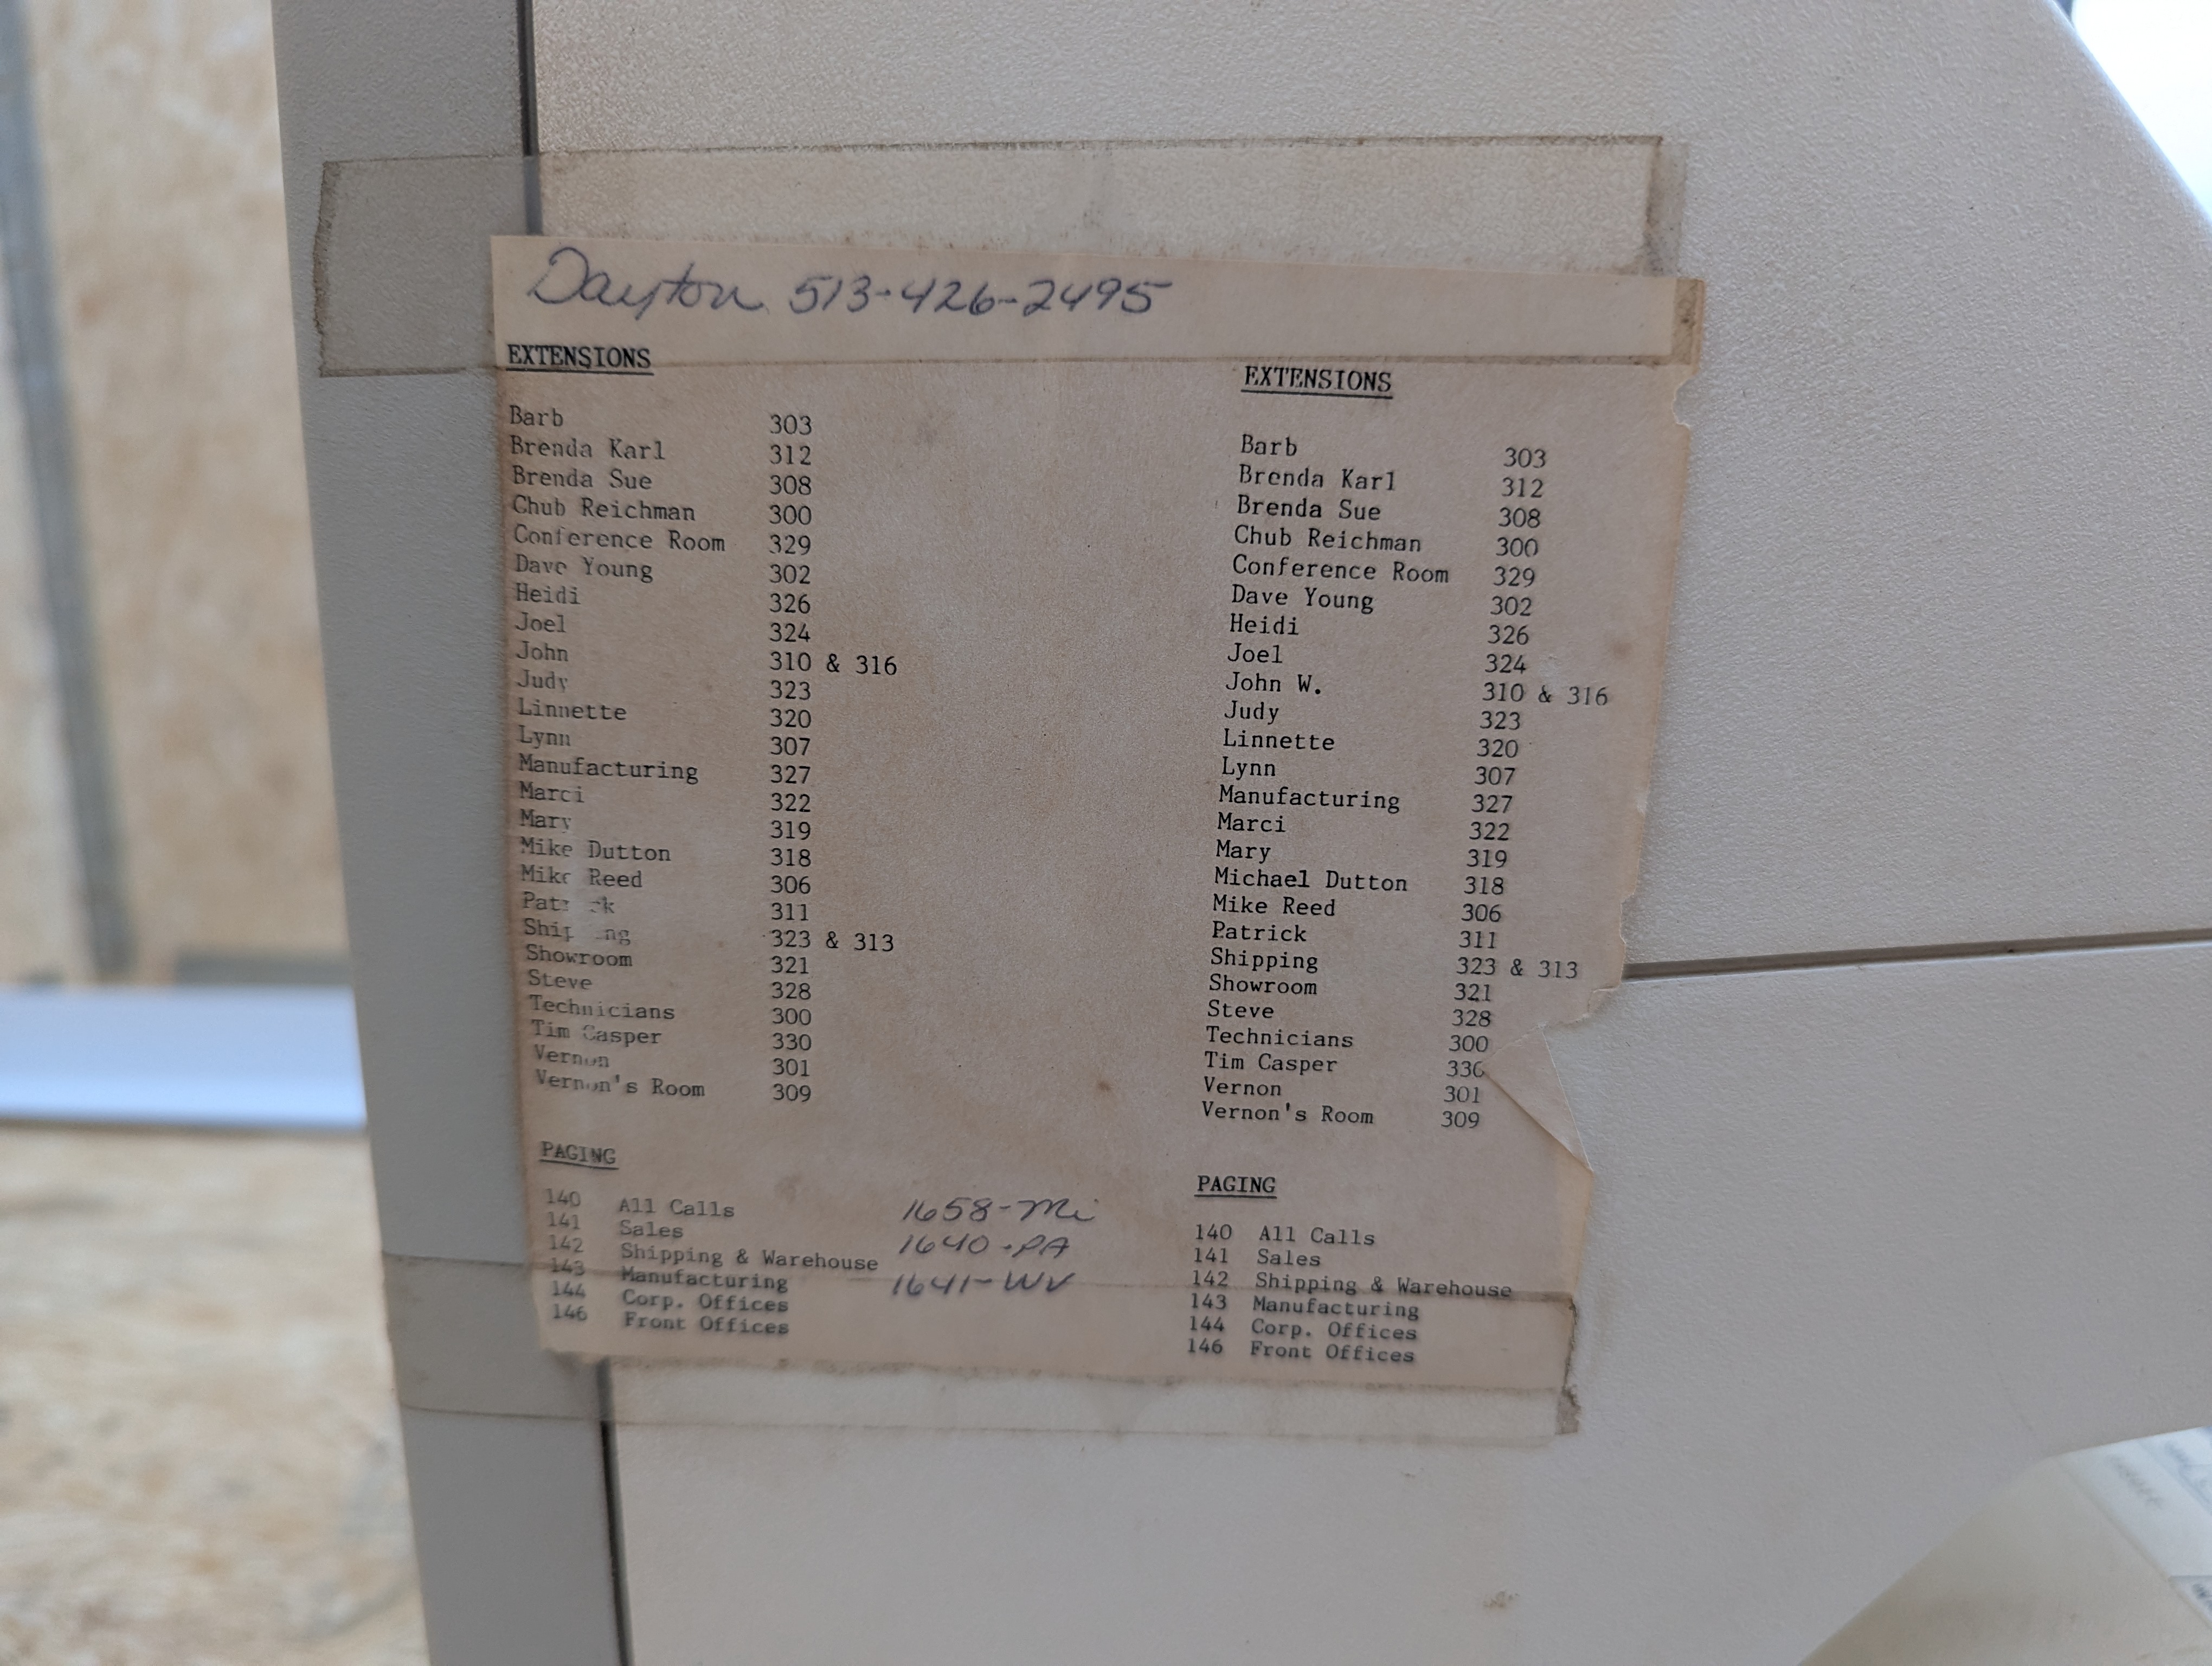 Dayton 513-426-2495
EXTENSIONS
Barb 303
Brenda Karl 312
Brenda Sue 308
Chub Reichman 300
Conference Room 329
Dave Young 302
Heidi 326
Joel 324
John 310 & 316
Judy 323
Linnette 320
Lynn 307
Manufacturing 327
Marci 322
Mary 319
Mike Dutton 318
Mike Reed 306
Patrick 311
Shipping 323 & 313
Showroom 321
Steve 328
Technicians 300
Tim Casper 330
Vernon 301
Vernon's Room 309
PAGING
140 All Calls
141 Sales
142 Shipping & Warehouse
143 Manufacturing
144 Corp. Offices
146 Front Offices
1658-Mi
1640-PA
1641-WV
EXTENSIONS
Barb 303
Brenda Karl 312
Brenda Sue 308
Chub Reichman 300
Conference Room 329
Dave Young 302
Heidi 326
Joel 324
John W. 310 & 316
Judy 323
Linnette 320
Lynn 307
Manufacturing 327
Marci 322
Mary 319
Michael Dutton 318
Mike Reed 306
Patrick 311
Shipping 323 & 313
Showroom 321
Steve 328
Technicians 300
Tim Casper 330
Vernon 301
Vernon's Room 309
PAGING
140 All Calls
141 Sales
142 Shipping & Warehouse
143 Manufacturing
144 Corp. Offices
146 Front Offices